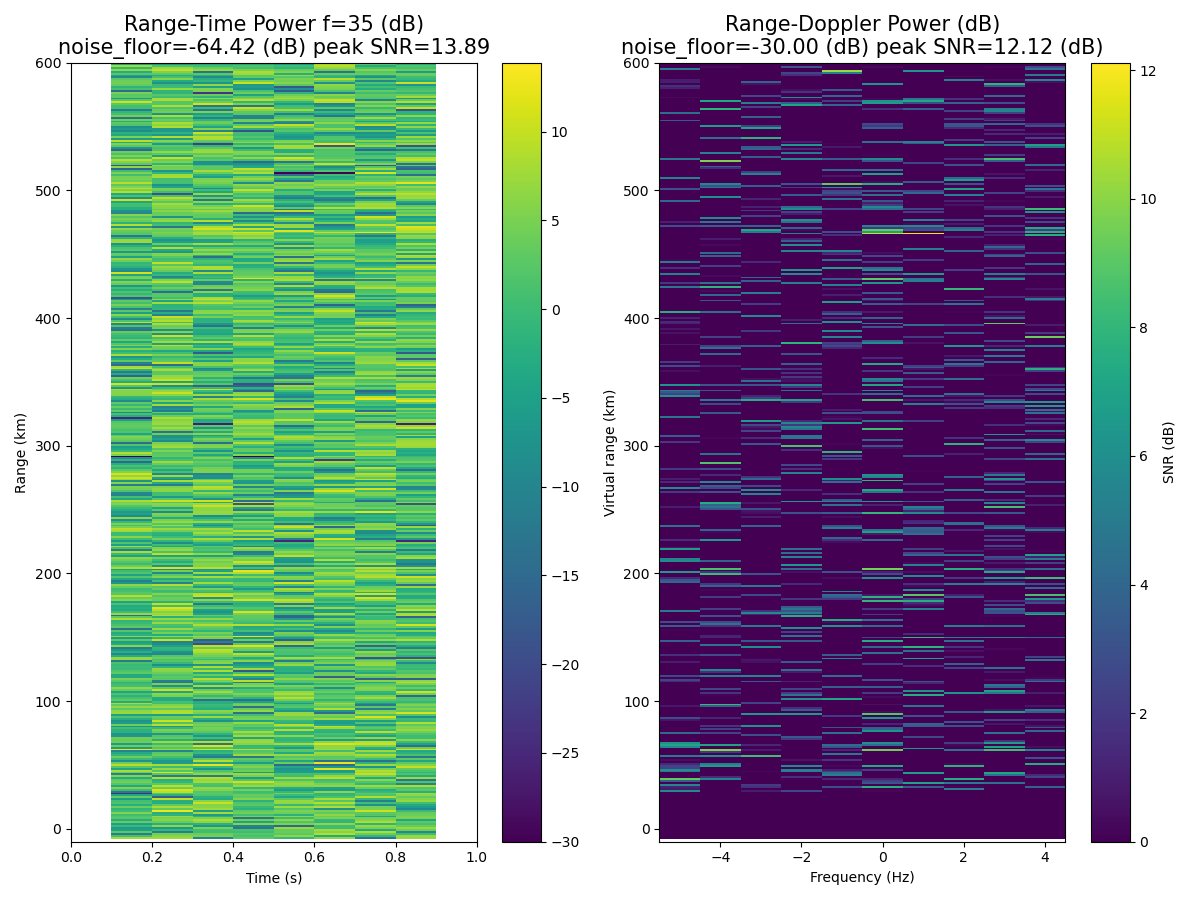 Range-Time Power f=35 (dB)
noise_floor=-64.42 (dB) peak SNR=13.89
Range-Doppler Power (dB)
noise_floor=-30.00 (dB) peak SNR=12.12 (dB)
Range (km)
600
500
400
300
200
100
0
0.0 0.2 0.4 0.6 0.8 1.0
Time (s)
10
5
0
−5
−10
−15
−20
−25
−30
Virtual range (km)
600
500
400
300
200
100
0
−4 −2 0 2 4
Frequency (Hz)
12
10
8
6
4
2
0
SNR (dB)